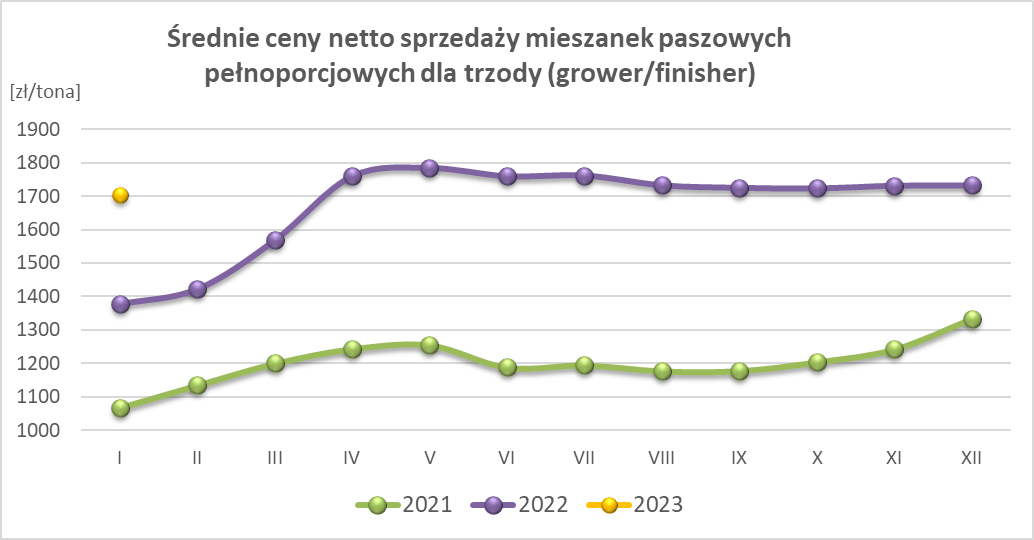 Średnie ceny netto sprzedaży mieszanek paszowych
pełnoporcjowych dla trzody (grower/finisher)
[zł/tona]
1900
1800
1700
1600
1500
1400
1300
1200
1100
1000
I II III IV V VI VII VIII IX X XI XII
2021 2022 2023